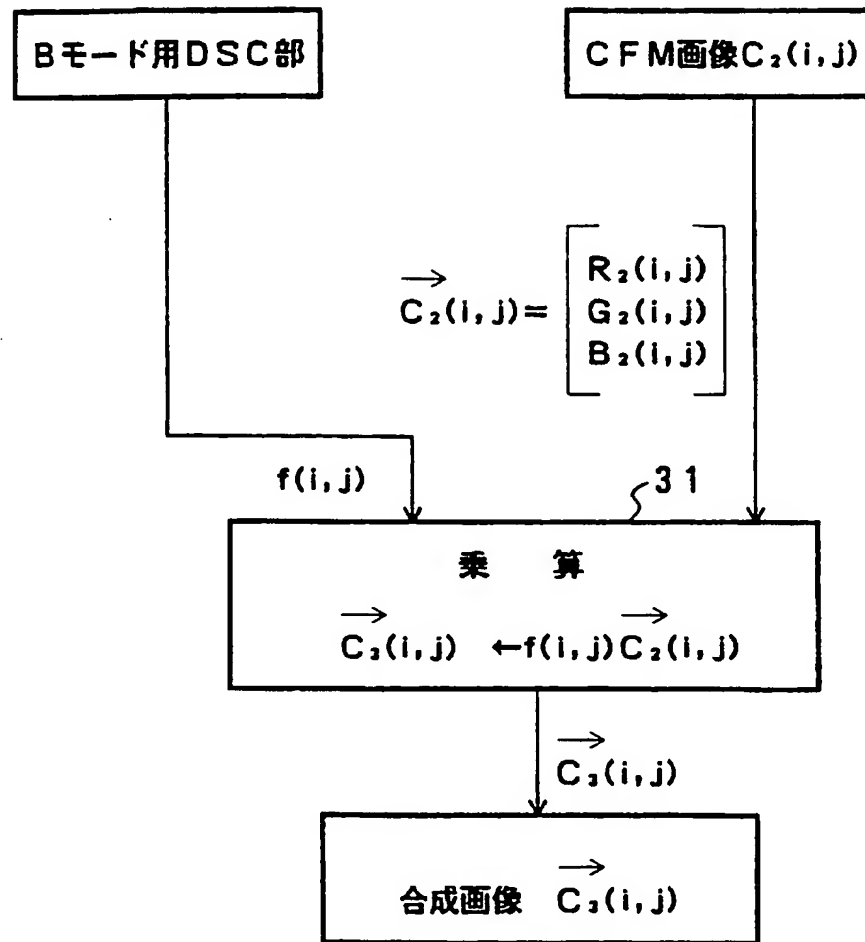 Bモード用DSC部
CFM画像C₂(i,j)
C₂(i,j)=
R₂(i,j)
G₂(i,j)
B₂(i,j)
f(i,j)
31
乗 算
C₃(i,j) ←f(i,j)C₂(i,j)
C₃(i,j)
合成画像 C₃(i,j)